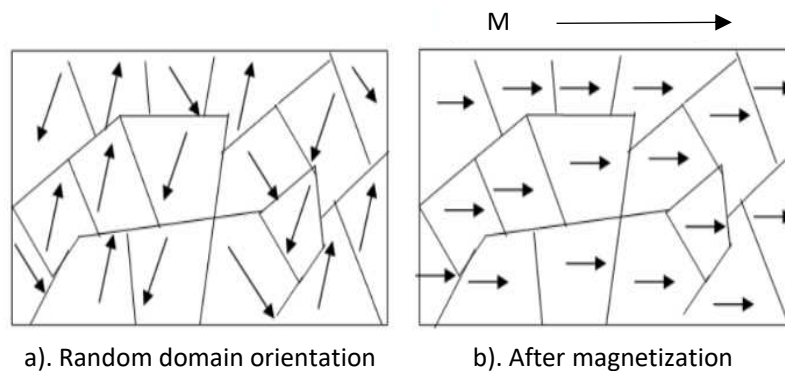 M
a). Random domain orientation
b). After magnetization